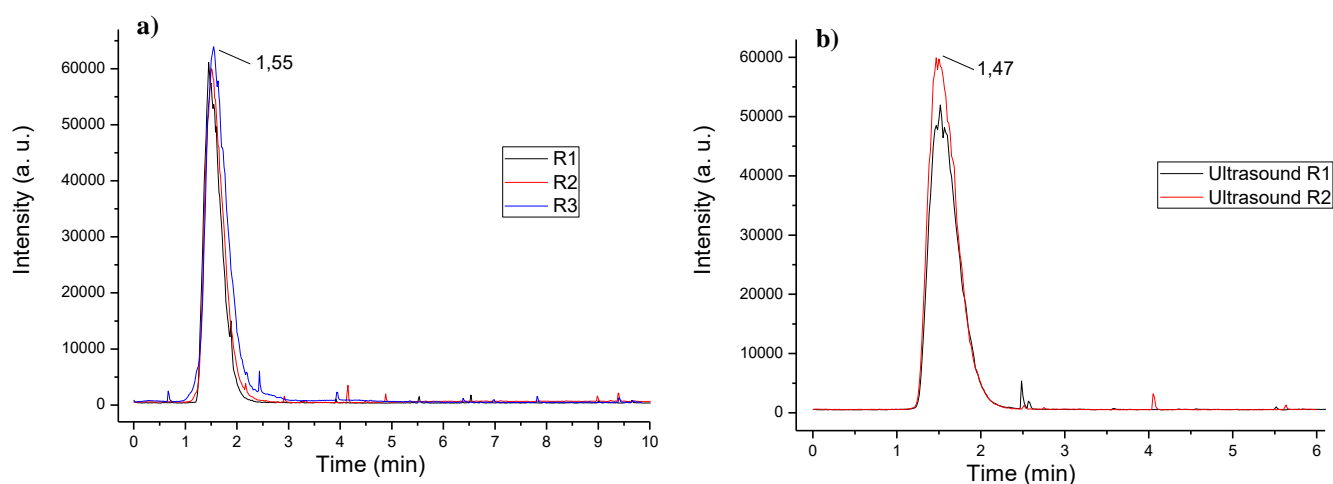 a)
1,55
60000
50000
40000
30000
20000
10000
0
Intensity (a. u.)
R1
R2
R3
0 1 2 3 4 5 6 7 8 9 10
Time (min)
b)
1,47
60000
50000
40000
30000
20000
10000
0
Intensity (a. u.)
Ultrasound R1
Ultrasound R2
0 1 2 3 4 5 6
Time (min)